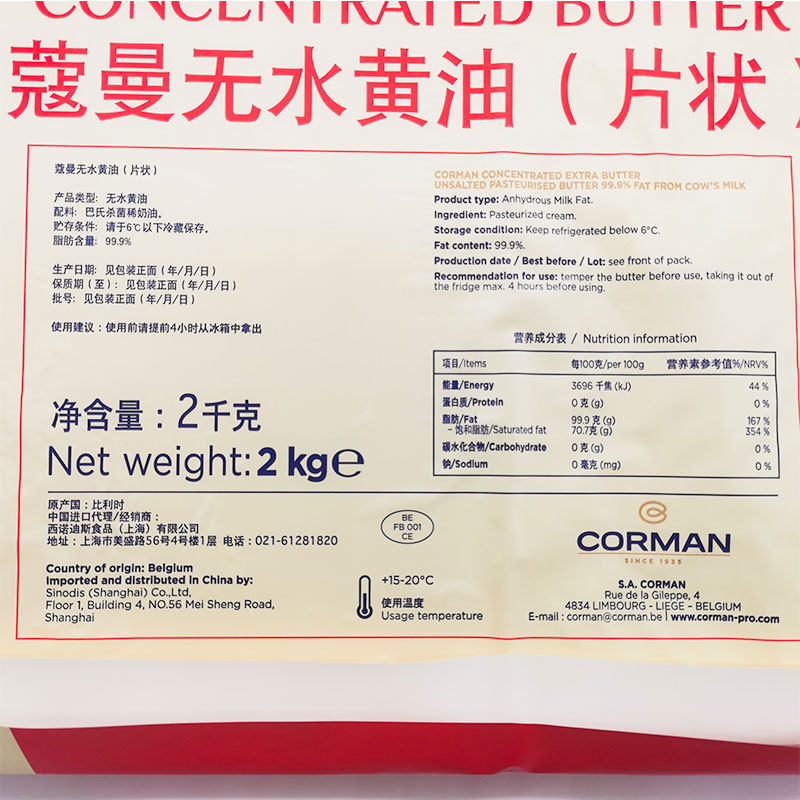 CONCENTRATED BUTTER
蔻曼无水黄油（片状）
蔻曼无水黄油（片状）
产品类型: 无水黄油
配料: 巴氏杀菌稀奶油。
贮存条件: 请于6℃以下冷藏保存。
脂肪含量: 99.9%
生产日期: 见包装正面（年/月/日）
保质期（至）: 见包装正面（年/月/日）
批号: 见包装正面（年/月/日）
使用建议：使用前请提前4小时从冰箱中拿出
净含量：2千克
Net weight: 2 kg℮
CORMAN CONCENTRATED EXTRA BUTTER
UNSALTED PASTEURISED BUTTER 99.9% FAT FROM COW'S MILK
Product type: Anhydrous Milk Fat.
Ingredient: Pasteurized cream.
Storage condition: Keep refrigerated below 6°C.
Fat content: 99.9%.
Production date / Best before / Lot: see front of pack.
Recommendation for use: temper the butter before use, taking it out of
the fridge max. 4 hours before using.
营养成分表 / Nutrition information
项目/Items 每100克/per 100g 营养素参考值%/NRV%
能量/Energy 3696 千焦 (kJ) 44 %
蛋白质/Protein 0 克 (g) 0 %
脂肪/Fat 99.9 克 (g) 167 %
- 饱和脂肪/Saturated fat 70.7克 (g) 354 %
碳水化合物/Carbohydrate 0 克 (g) 0 %
钠/Sodium 0 毫克 (mg) 0 %
原产国：比利时
中国进口代理/经销商：
西诺迪斯食品（上海）有限公司
地址：上海市美盛路56号4号楼1层 电话：021-61281820
Country of origin: Belgium
Imported and distributed in China by:
Sinodis (Shanghai) Co.,Ltd,
Floor 1, Building 4, NO.56 Mei Sheng Road,
Shanghai
BE
FB 001
CE
+15-20°C
使用温度
Usage temperature
CORMAN
SINCE 1935
S.A. CORMAN
Rue de la Gileppe, 4
4834 LIMBOURG - LIEGE - BELGIUM
E-mail : corman@corman.be | www.corman-pro.com